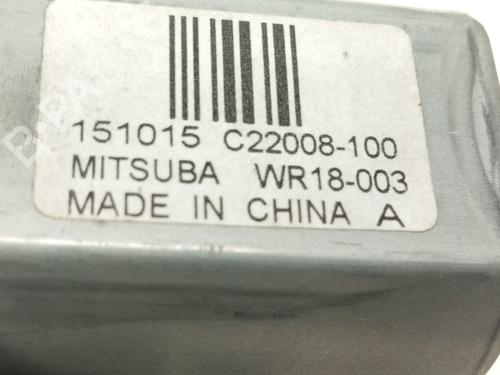 151015 C22008-100
MITSUBA WR18-003
MADE IN CHINA A